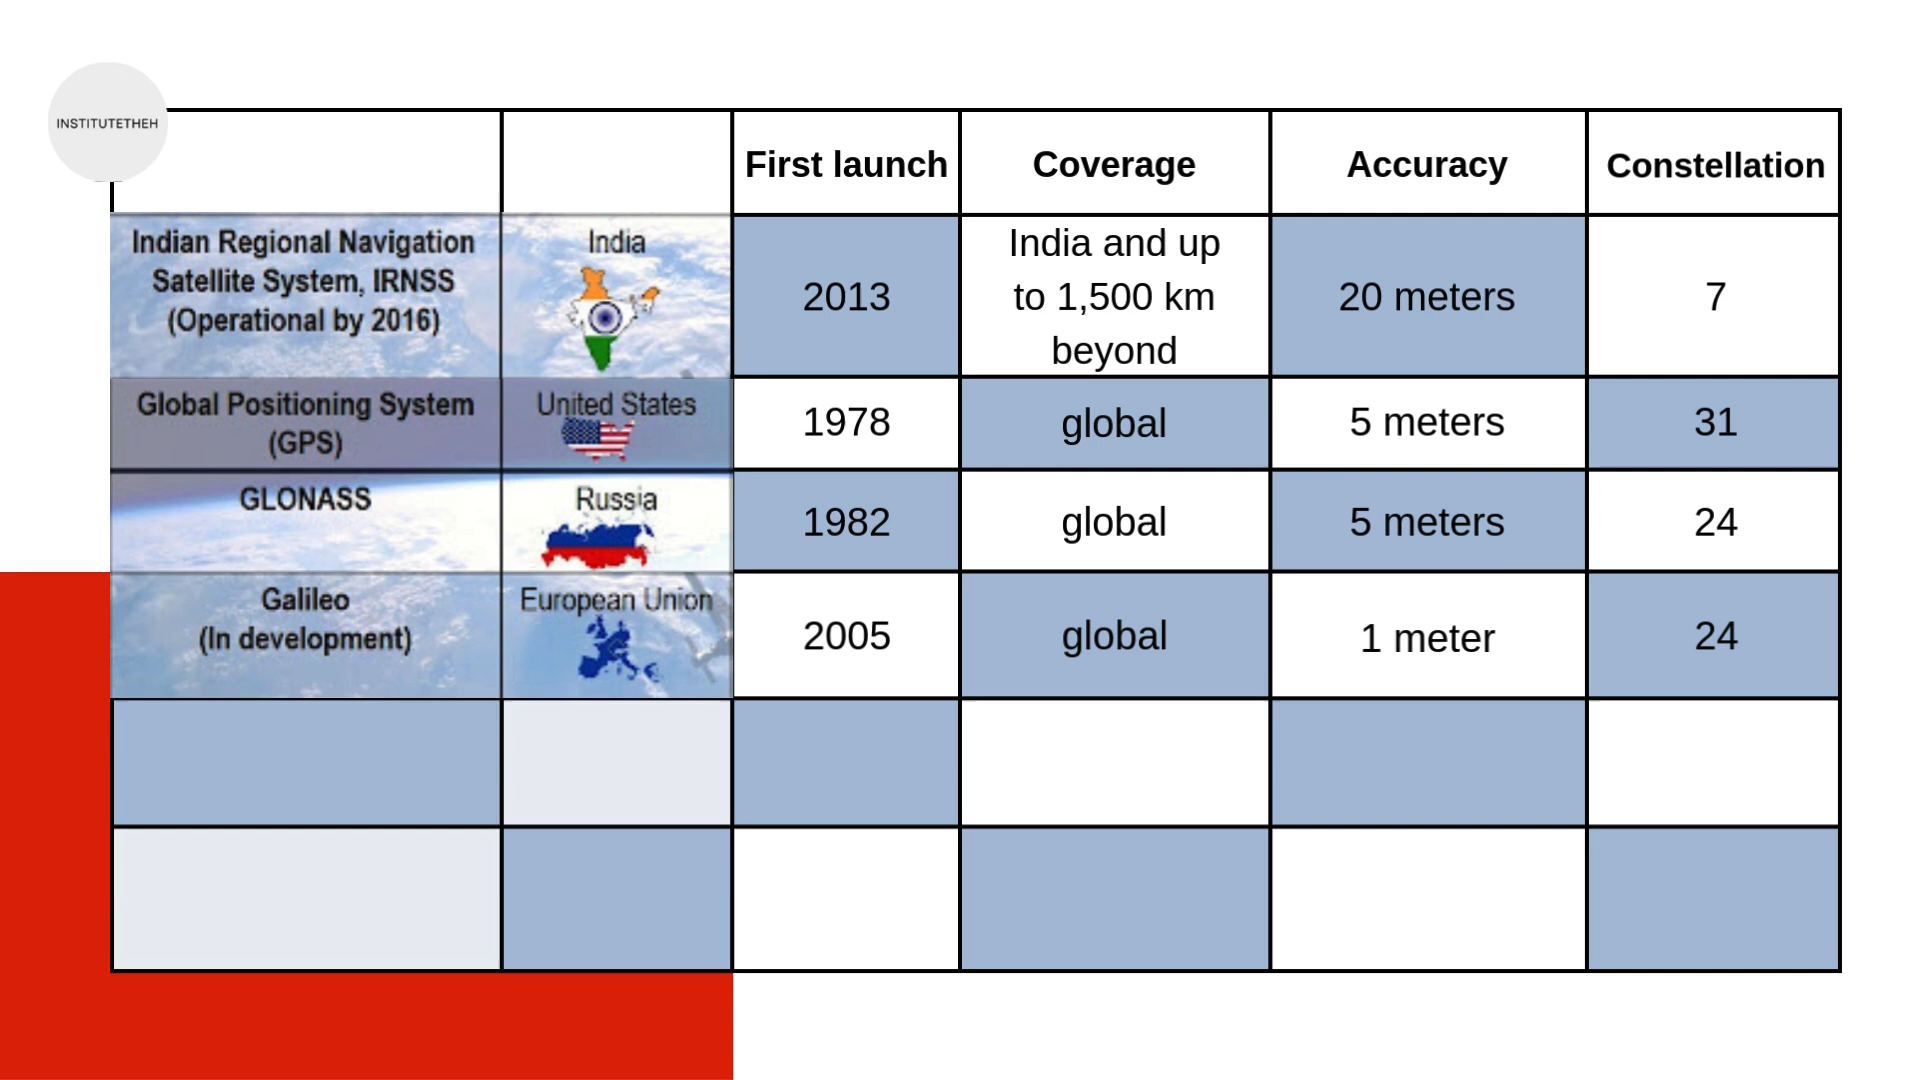 INSTITUTETHEH
First launch
Coverage
Accuracy
Constellation
Indian Regional Navigation
Satellite System, IRNSS
(Operational by 2016)
India
2013
India and up
to 1,500 km
beyond
20 meters
7
Global Positioning System
(GPS)
United States
1978
global
5 meters
31
GLONASS
Russia
1982
global
5 meters
24
Galileo
(In development)
European Union
2005
global
1 meter
24